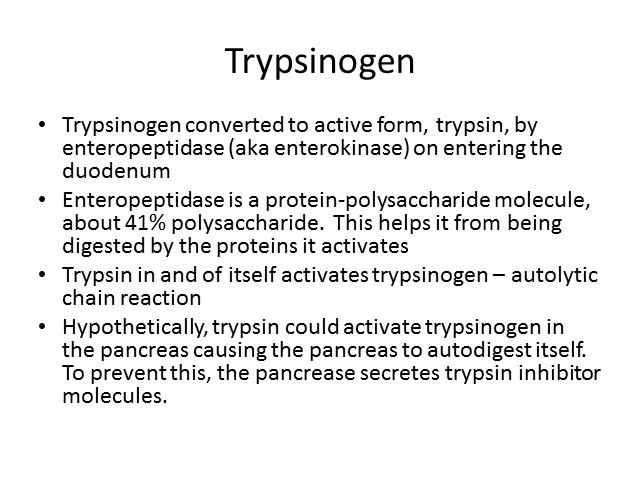 Trypsinogen
• Trypsinogen converted to active form, trypsin, by
enteropeptidase (aka enterokinase) on entering the
duodenum
• Enteropeptidase is a protein-polysaccharide molecule,
about 41% polysaccharide. This helps it from being
digested by the proteins it activates
• Trypsin in and of itself activates trypsinogen – autolytic
chain reaction
• Hypothetically, trypsin could activate trypsinogen in
the pancreas causing the pancreas to autodigest itself.
To prevent this, the pancrease secretes trypsin inhibitor
molecules.